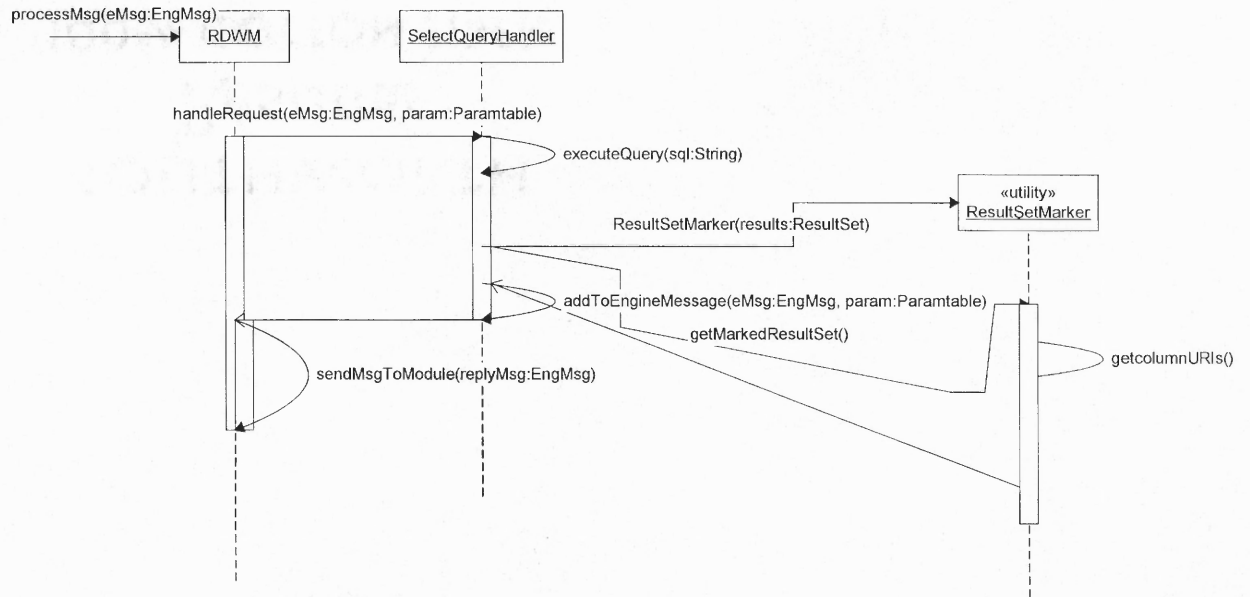 processMsg(eMsg:EngMsg)
RDWM
SelectQueryHandler
handleRequest(eMsg:EngMsg, param:Paramtable)
executeQuery(sql:String)
«utility»
ResultSetMarker
ResultSetMarker(results:ResultSet)
addToEngineMessage(eMsg:EngMsg, param:Paramtable)
getMarkedResultSet()
getcolumnURIs()
sendMsgToModule(replyMsg:EngMsg)